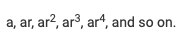 a, ar, ar², ar³, ar⁴, and so on.